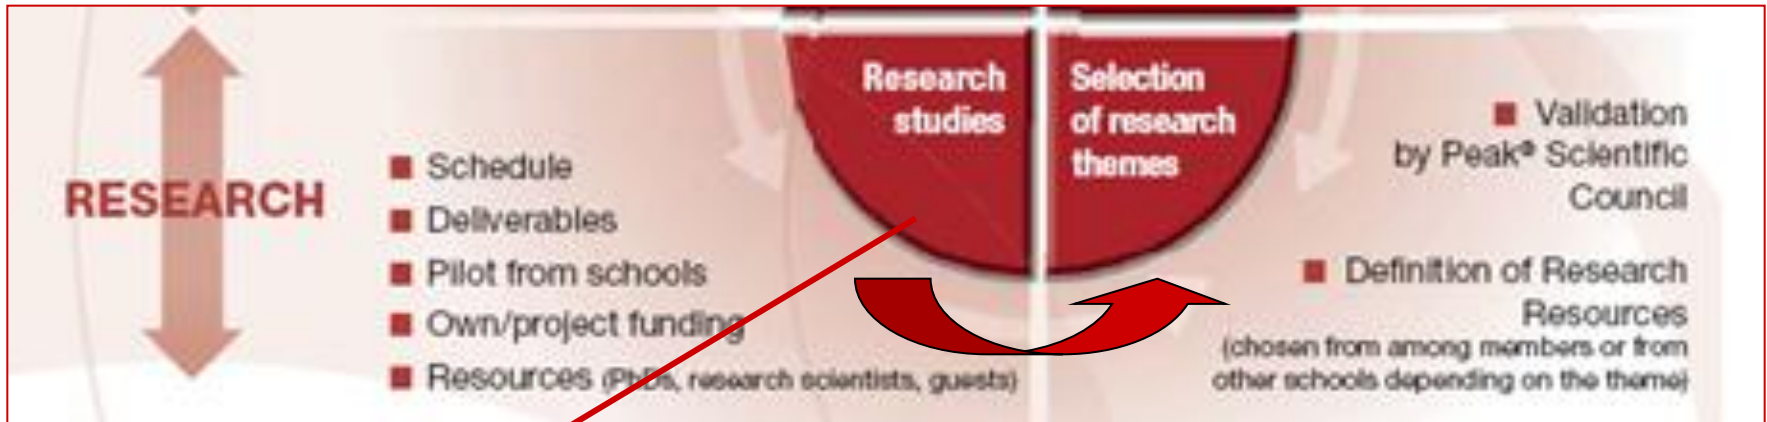 RESEARCH
Schedule
Deliverables
Pilot from schools
Own/project funding
Resources (PhDs, research scientists, guests)
Research
studies
Selection
of research
themes
Validation
by Peak® Scientific
Council
Definition of Research
Resources
(chosen from among members or from
other schools depending on the theme)